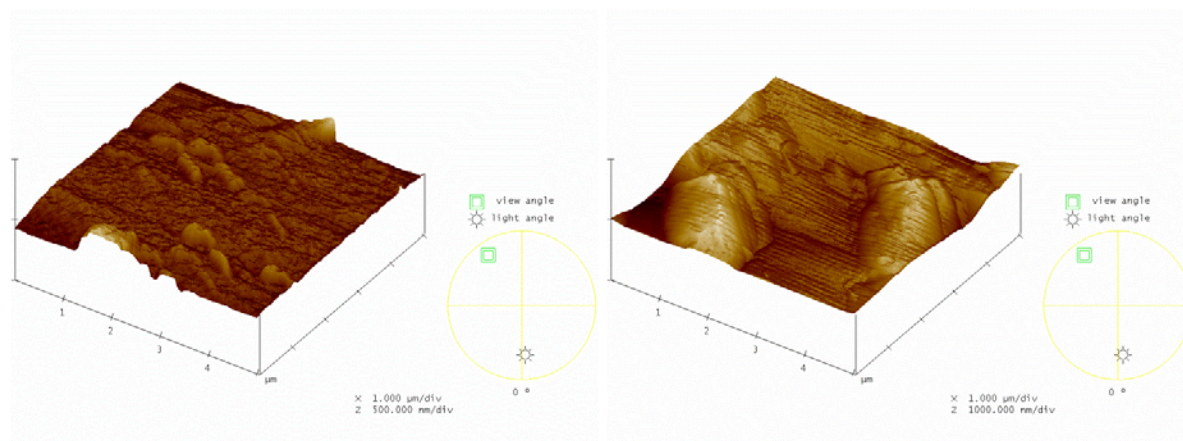 view angle
light angle
1
2
3
4
µm
0 °
X 1.000 µm/div
Z 500.000 nm/div
view angle
light angle
1
2
3
4
µm
0 °
X 1.000 µm/div
Z 1000.000 nm/div